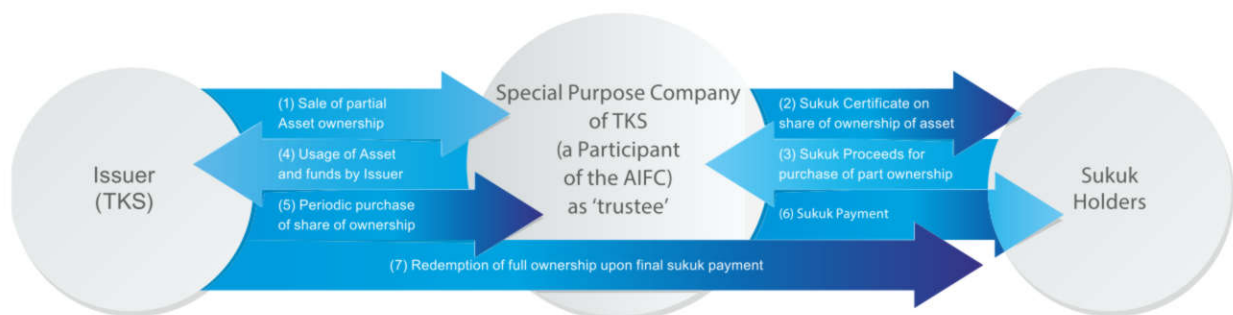 Issuer
(TKS)
(1) Sale of partial
Asset ownership
(4) Usage of Asset
and funds by Issuer
(5) Periodic purchase
of share of ownership
Special Purpose Company
of TKS
(a Participant
of the AIFC)
as ‘trustee’
(2) Sukuk Certificate on
share of ownership of asset
(3) Sukuk Proceeds for
purchase of part ownership
(6) Sukuk Payment
Sukuk
Holders
(7) Redemption of full ownership upon final sukuk payment